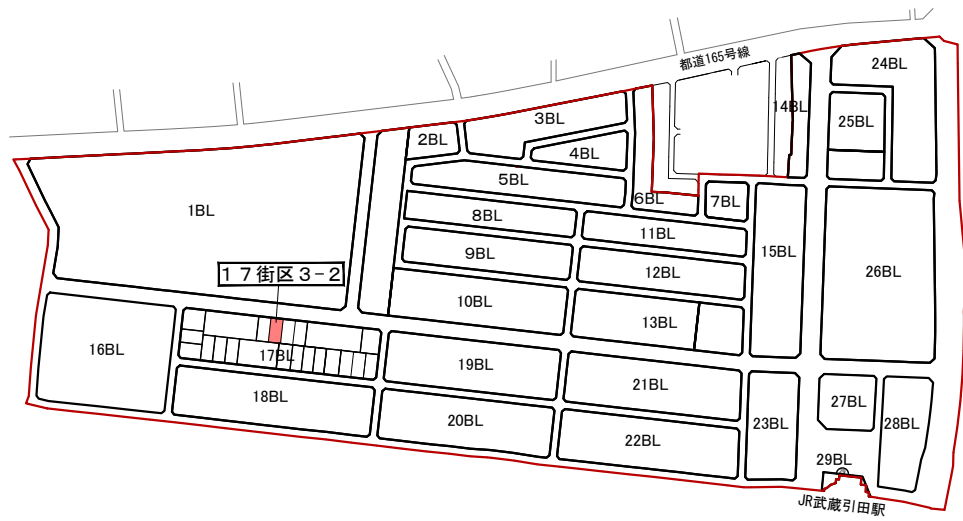 都道165号線
24BL
14BL
3BL
25BL
2BL
4BL
5BL
6BL
7BL
1BL
8BL
11BL
15BL
9BL
12BL
26BL
17街区3-2
10BL
13BL
16BL
17BL
19BL
21BL
18BL
20BL
22BL
23BL
27BL
28BL
29BL
JR武蔵引田駅